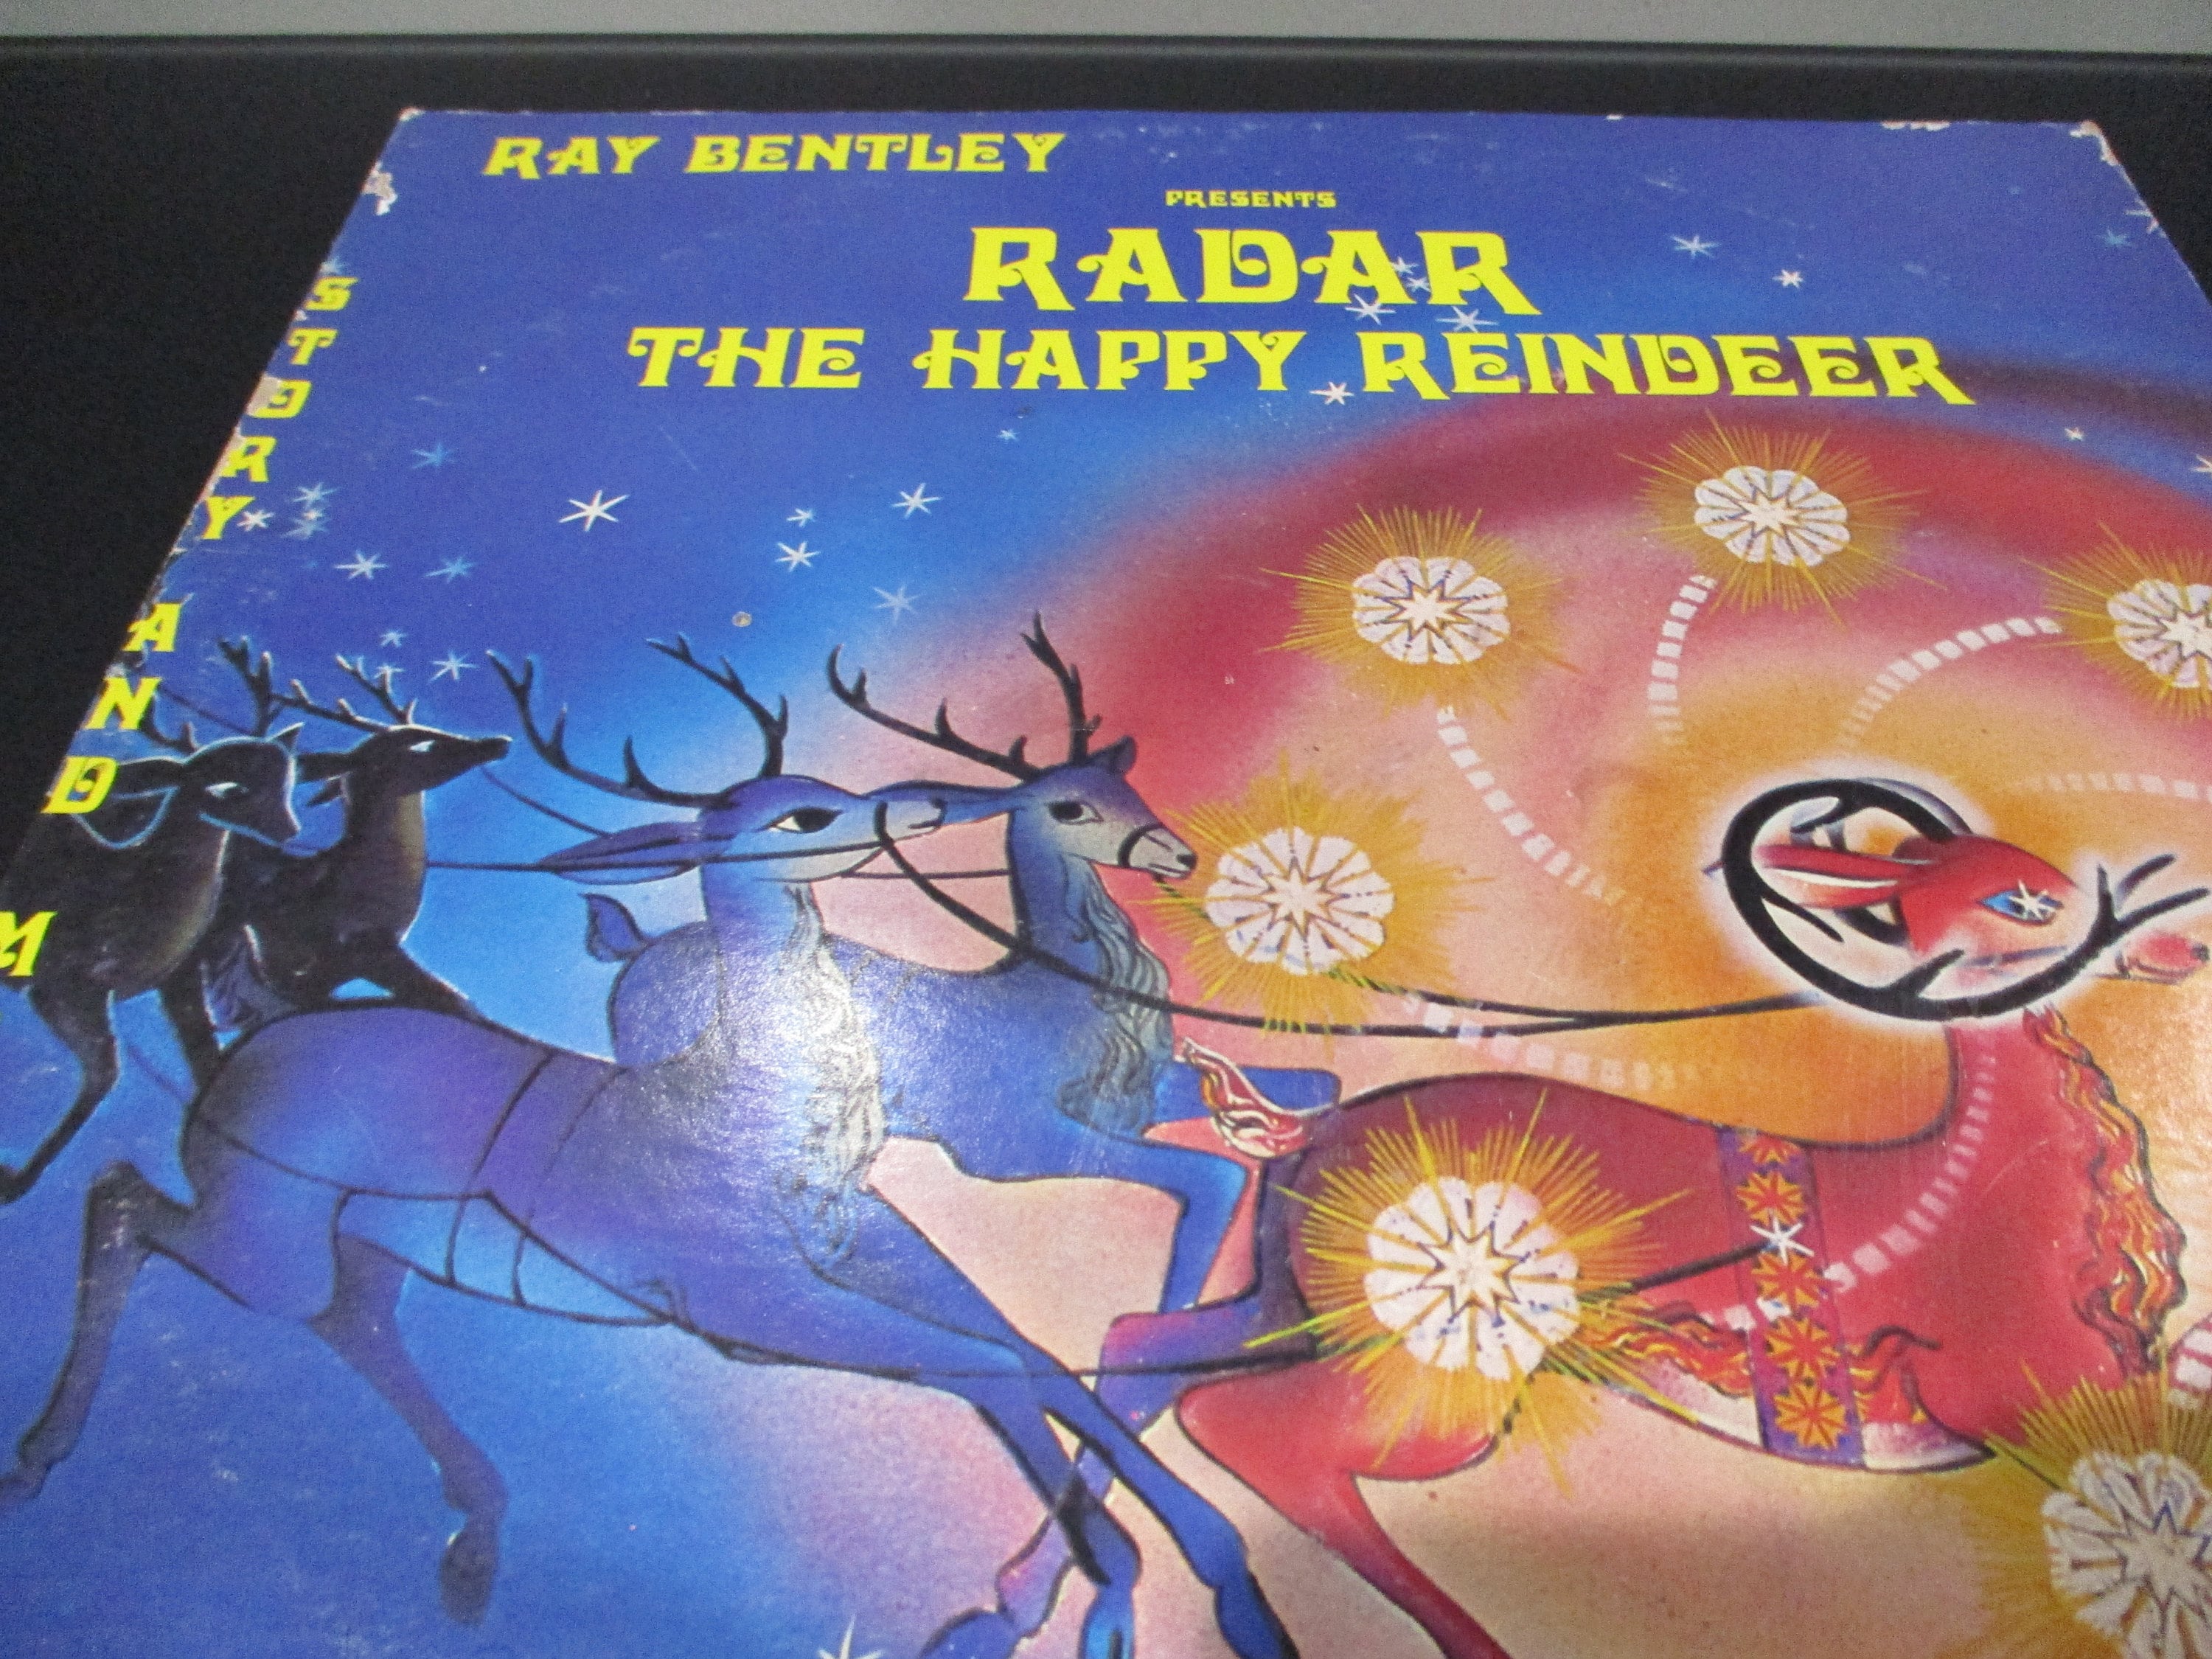 RAY BENTLEY
PRESENTS
RADAR
THE HAPPY REINDEER
STORY AND M